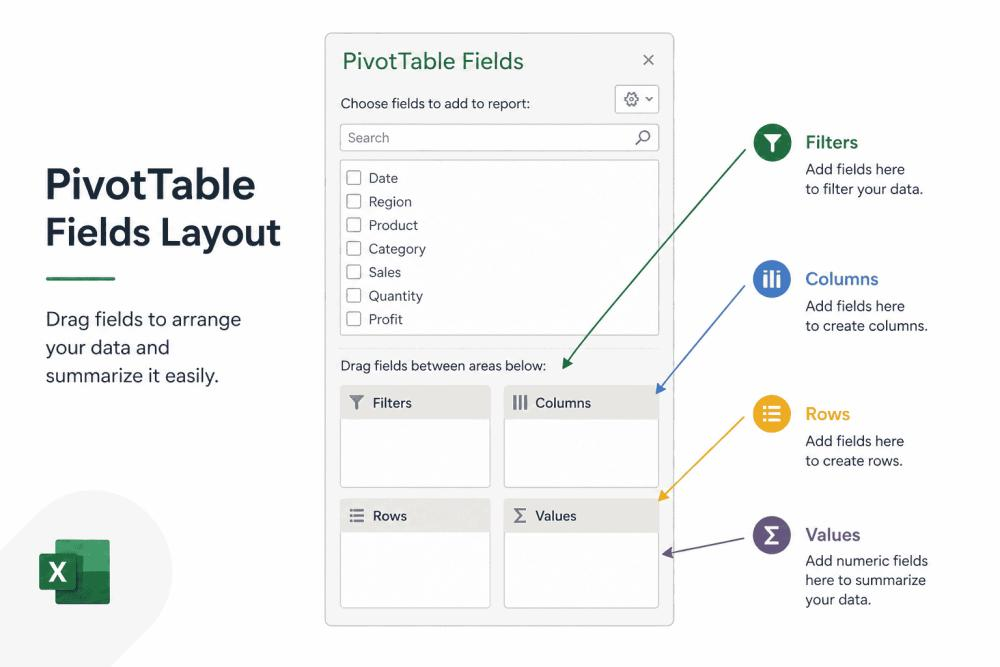 PivotTable
Fields Layout
Drag fields to arrange
your data and
summarize it easily.
X
PivotTable Fields
Choose fields to add to report:
Search
Date
Region
Product
Category
Sales
Quantity
Profit
Drag fields between areas below:
Filters
Columns
Rows
Σ Values
Filters
Add fields here
to filter your data.
Columns
Add fields here
to create columns.
Rows
Add fields here
to create rows.
Σ
Values
Add numeric fields
here to summarize
your data.